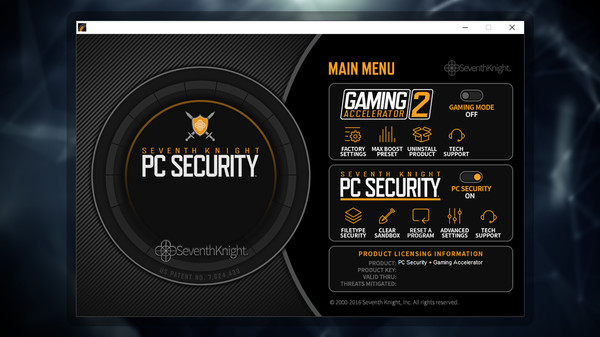 SEVENTH KNIGHT
PC SECURITY
SeventhKnight
US PATENT NO. 7,624,439
MAIN MENU
SeventhKnight
GAMING
ACCELERATOR
2
GAMING MODE
OFF
FACTORY
SETTINGS
MAX BOOST
PRESET
UNINSTALL
PRODUCT
TECH
SUPPORT
SEVENTH KNIGHT
PC SECURITY
PC SECURITY
ON
FILETYPE
SECURITY
CLEAR
SANDBOX
RESET A
PROGRAM
ADVANCED
SETTINGS
TECH
SUPPORT
PRODUCT LICENSING INFORMATION
PRODUCT: PC Security + Gaming Accelerator
PRODUCT KEY:
VALID THRU:
THREATS MITIGATED:
© 2000-2016 Seventh Knight, Inc. All rights reserved.